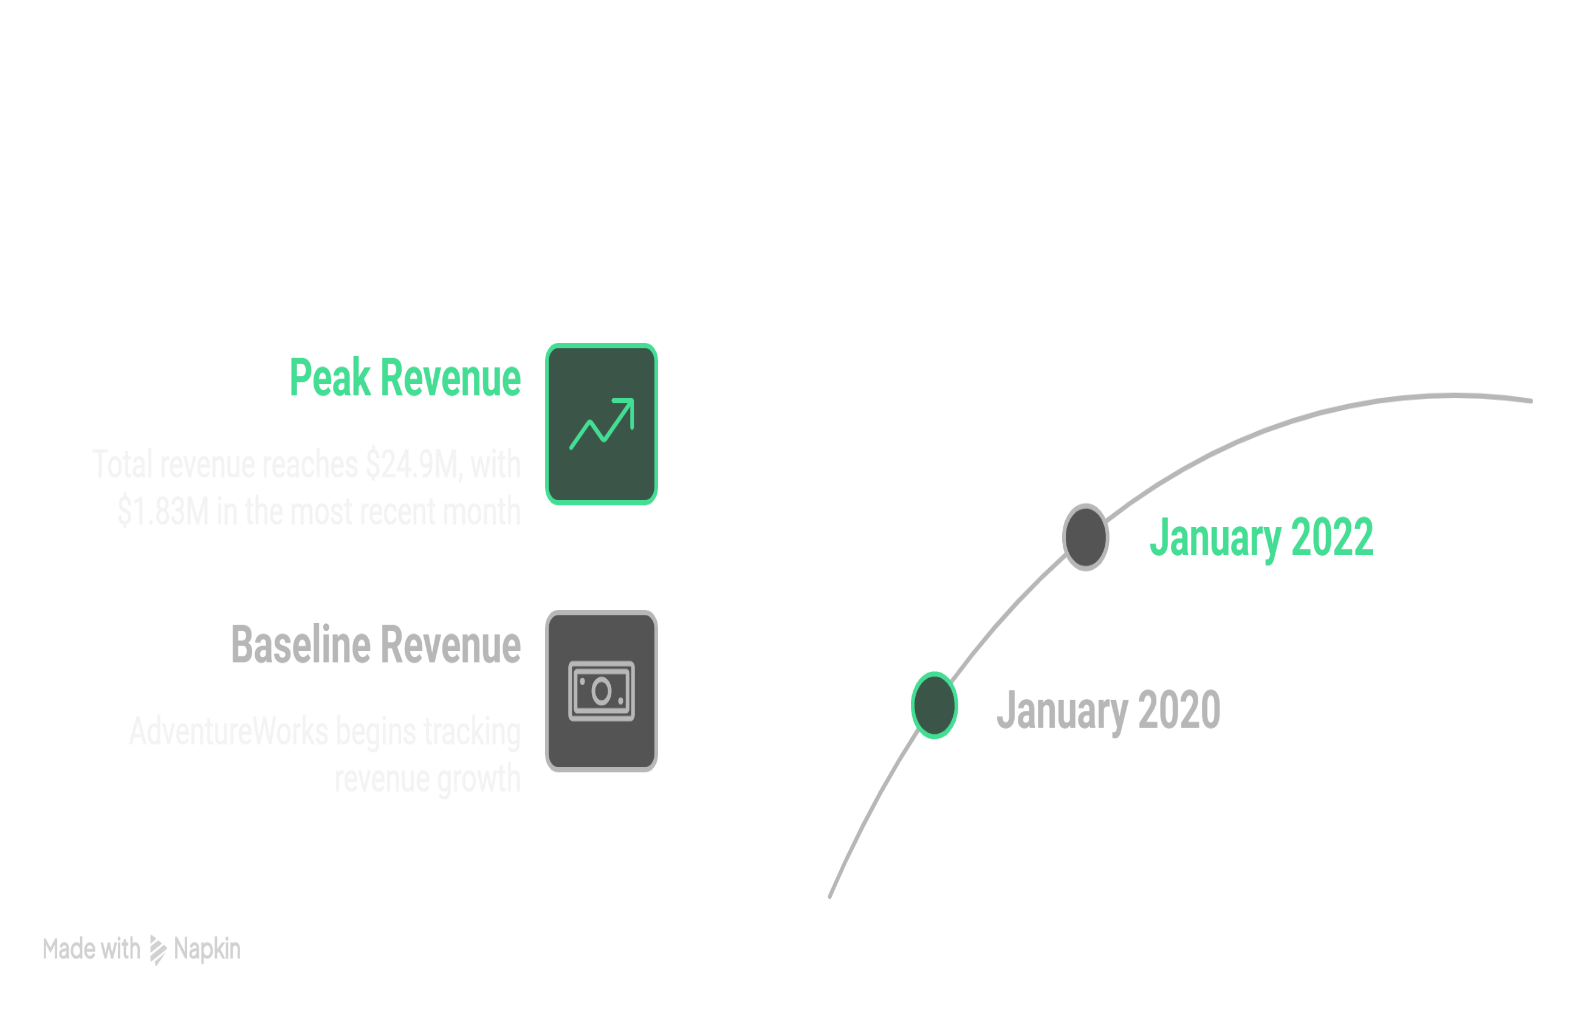 Peak Revenue
Total revenue reaches $24.9M, with
$1.83M in the most recent month
January 2022
Baseline Revenue
AdventureWorks begins tracking
revenue growth
January 2020
Made with Napkin